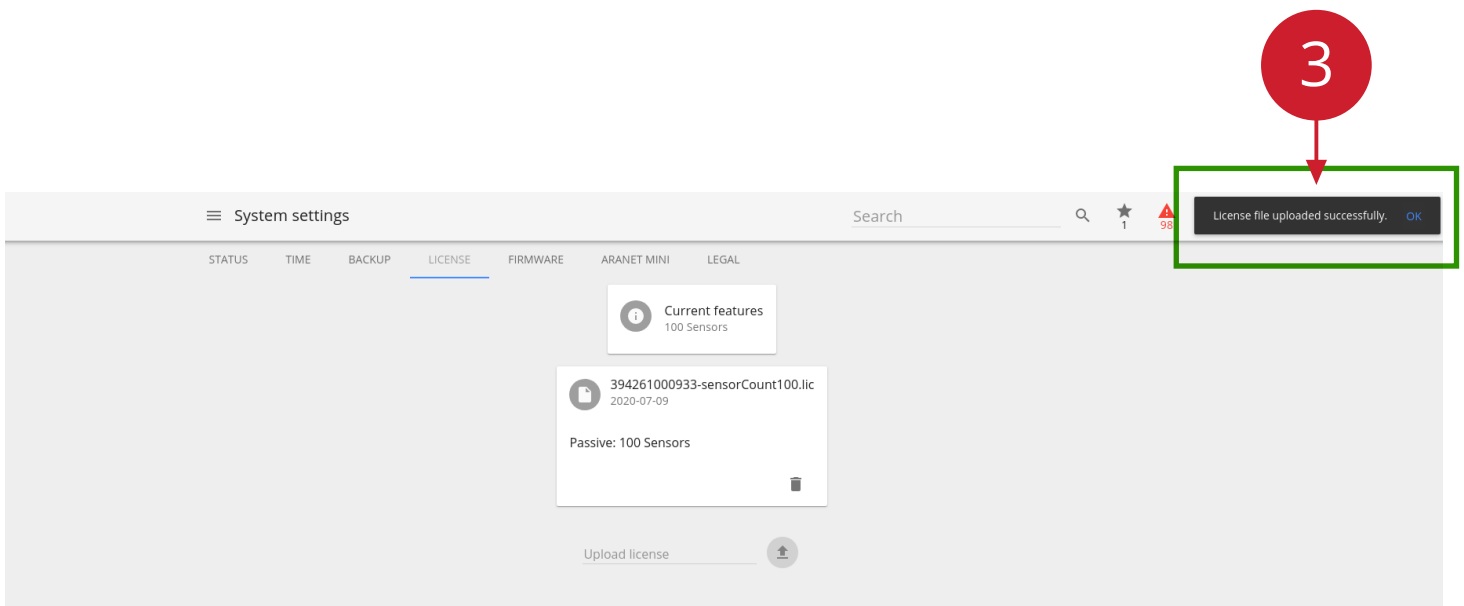 3
System settings
Search
1
98
License file uploaded successfully. OK
STATUS TIME BACKUP LICENSE FIRMWARE ARANET MINI LEGAL
Current features
100 Sensors
394261000933-sensorCount100.lic
2020-07-09
Passive: 100 Sensors
Upload license